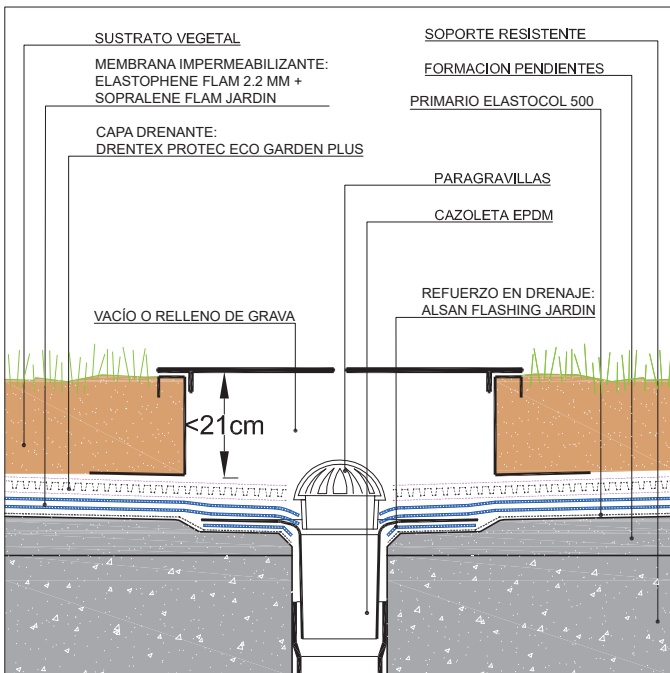 SUSTRATO VEGETAL
MEMBRANA IMPERMEABILIZANTE:
ELASTOPHENE FLAM 2.2 MM +
SOPRALENE FLAM JARDIN
CAPA DRENANTE:
DRENTEX PROTEC ECO GARDEN PLUS
VACÍO O RELLENO DE GRAVA
SOPORTE RESISTENTE
FORMACION PENDIENTES
PRIMARIO ELASTOCOL 500
PARAGRAVILLAS
CAZOLETA EPDM
REFUERZO EN DRENAJE:
ALSAN FLASHING JARDIN
<21cm